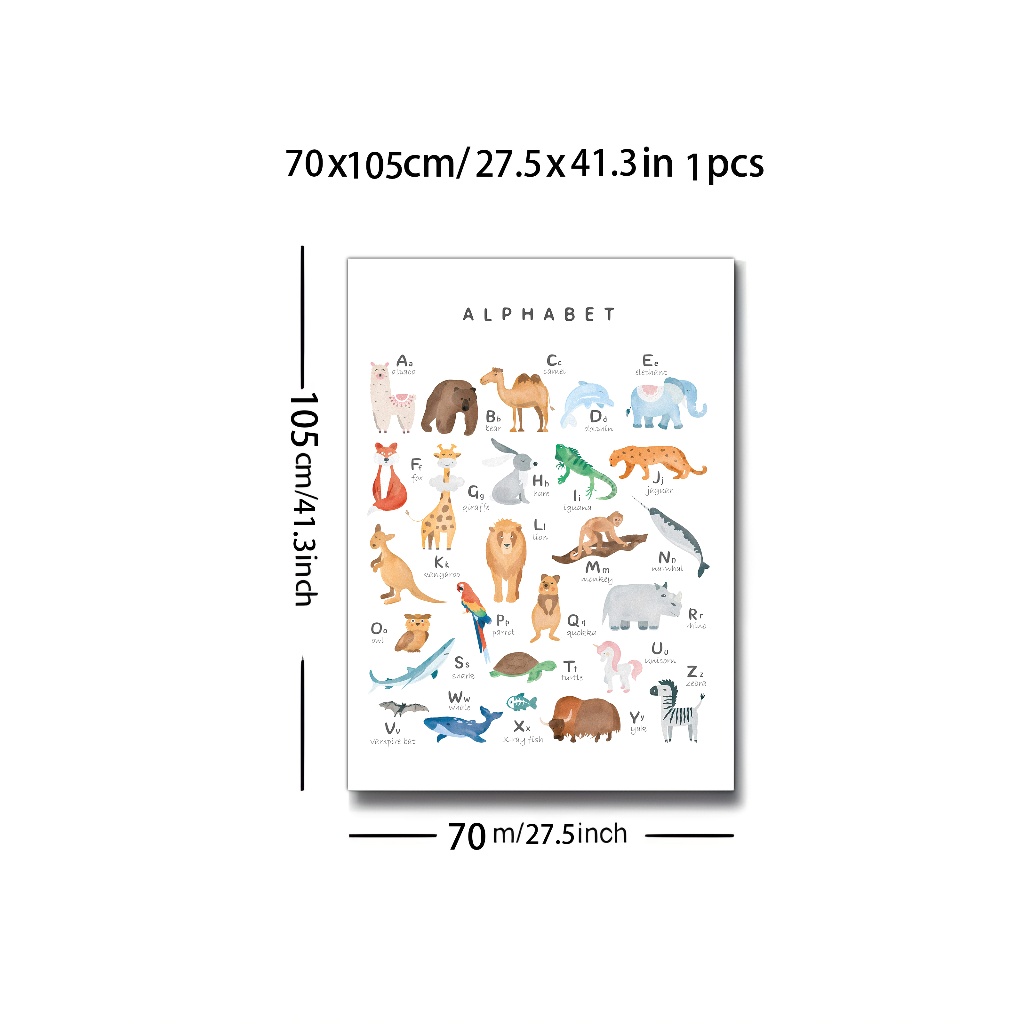 70x105cm/ 27.5x41.3in 1pcs
105cm/41.3inch
ALPHABET
Aa
alpaca
Bb
bear
Cc
camel
Dd
dolphin
Ee
elephant
Ff
fox
Gg
giraffe
Hh
hare
Ii
iguana
Jj
jaguar
Kk
kangaroo
Ll
lion
Mm
monkey
Nn
narwhal
Oo
owl
Pp
parrot
Qq
quokka
Rr
rhino
Ss
shark
Tt
turtle
Uu
unicorn
Vv
vampire bat
Ww
whale
Xx
x-ray fish
Yy
yak
Zz
zebra
70 m/27.5inch